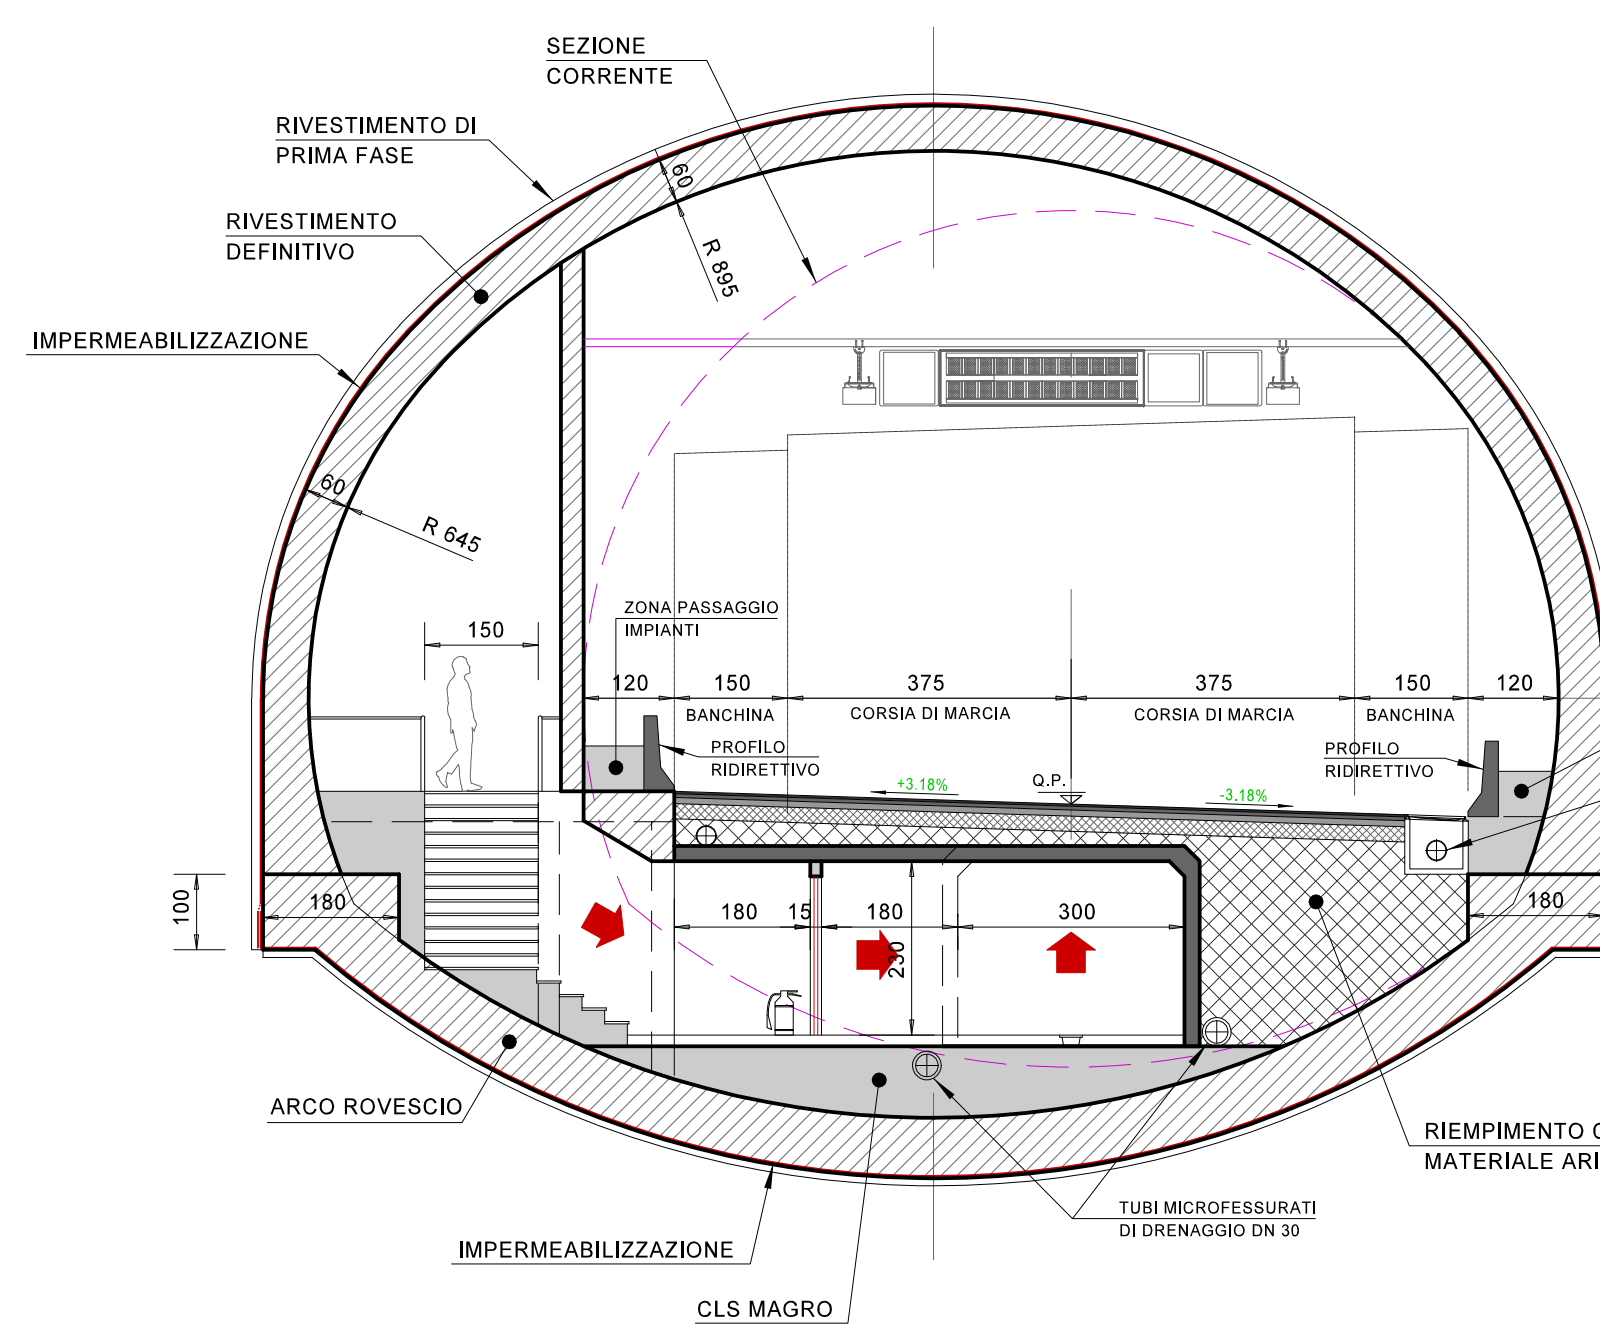 SEZIONE
CORRENTE
RIVESTIMENTO DI
PRIMA FASE
60
RIVESTIMENTO
DEFINITIVO
R 895
IMPERMEABILIZZAZIONE
60
R 645
ZONA PASSAGGIO
IMPIANTI
150
120
150
375
375
150
120
BANCHINA
CORSIA DI MARCIA
CORSIA DI MARCIA
BANCHINA
PROFILO
RIDIRETTIVO
PROFILO
RIDIRETTIVO
+3.18%
Q.P.
-3.18%
100
180
180
15
180
300
180
230
ARCO ROVESCIO
RIEMPIMENTO
MATERIALE
TUBI MICROFESSURATI
DI DRENAGGIO DN 30
IMPERMEABILIZZAZIONE
CLS MAGRO